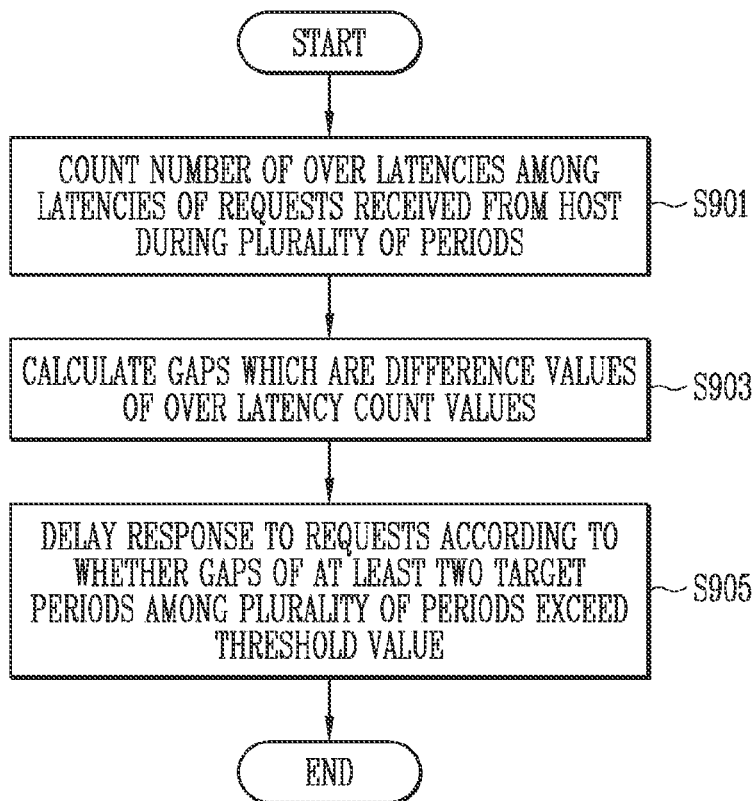 START
COUNT NUMBER OF OVER LATENCIES AMONG
LATENCIES OF REQUESTS RECEIVED FROM HOST
DURING PLURALITY OF PERIODS
S901
CALCULATE GAPS WHICH ARE DIFFERENCE VALUES
OF OVER LATENCY COUNT VALUES
S903
DELAY RESPONSE TO REQUESTS ACCORDING TO
WHETHER GAPS OF AT LEAST TWO TARGET
PERIODS AMONG PLURALITY OF PERIODS EXCEED
THRESHOLD VALUE
S905
END